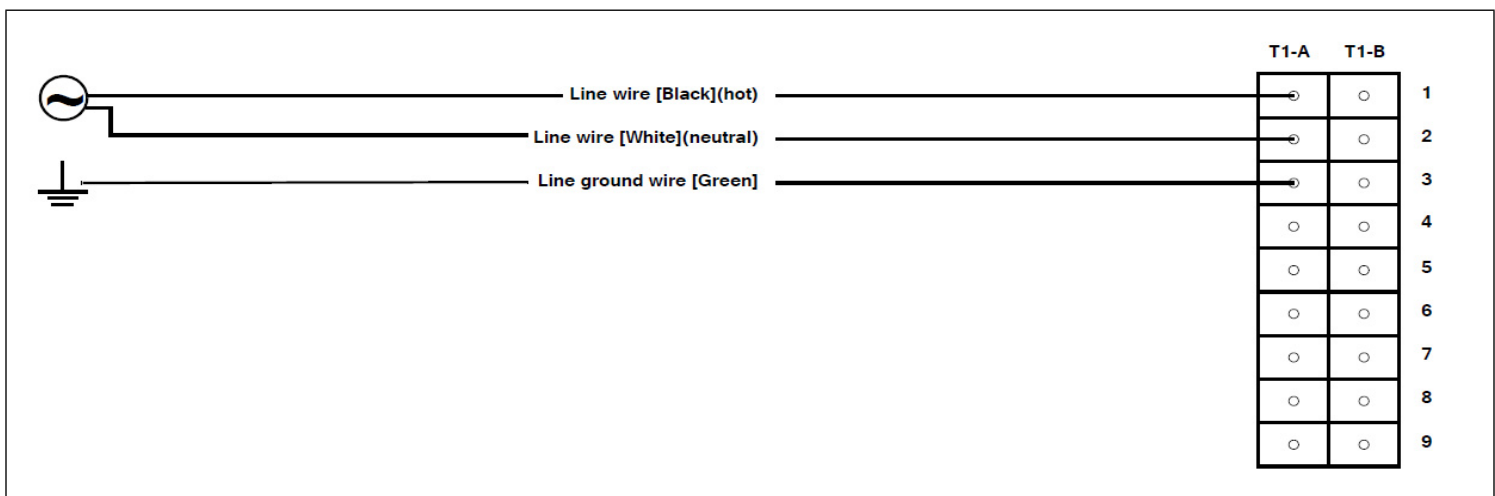 T1-A T1-B
Line wire [Black](hot) 1
Line wire [White](neutral) 2
Line ground wire [Green] 3
4
5
6
7
8
9